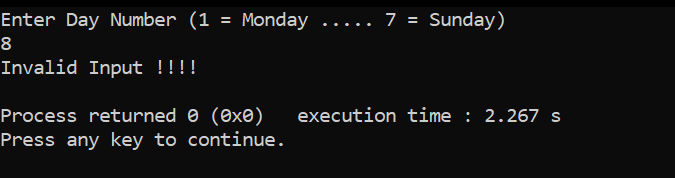 Enter Day Number (1 = Monday ..... 7 = Sunday)
8
Invalid Input !!!!
Process returned 0 (0x0)   execution time : 2.267 s
Press any key to continue.